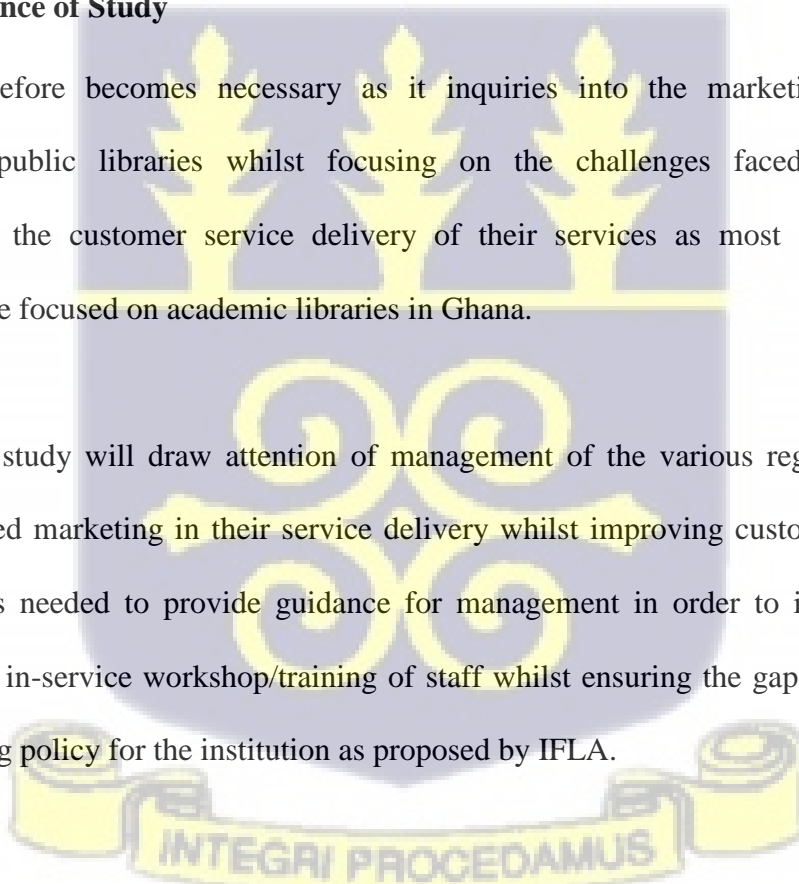 nce of Study
efore becomes necessary as it inquiries into the marketi
public libraries whilst focusing on the challenges faced
the customer service delivery of their services as most
e focused on academic libraries in Ghana.
study will draw attention of management of the various reg
ed marketing in their service delivery whilst improving custo
s needed to provide guidance for management in order to i
in-service workshop/training of staff whilst ensuring the gap
g policy for the institution as proposed by IFLA.
INTEGRI PROCEDAMUS